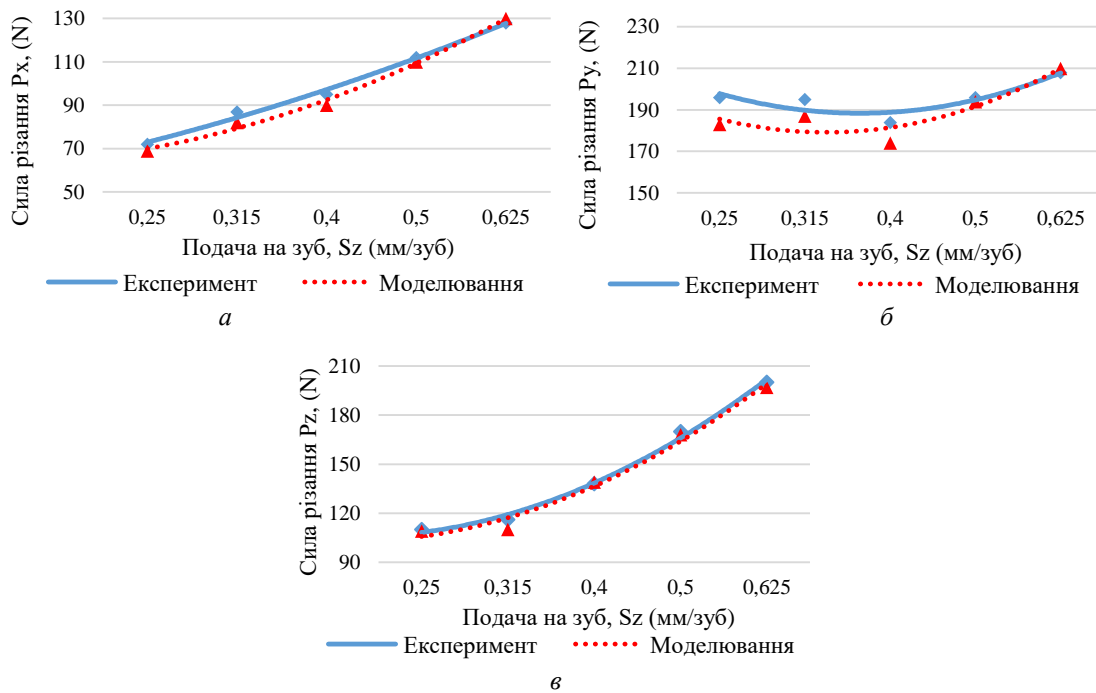 Сила різання Px, (N)
130
110
90
70
50
0,25 0,315 0,4 0,5 0,625
Подача на зуб, Sz (мм/зуб)
Експеримент Моделювання
а
Сила різання Py, (N)
230
210
190
170
150
0,25 0,315 0,4 0,5 0,625
Подача на зуб, Sz (мм/зуб)
Експеримент Моделювання
б
Сила різання Pz, (N)
210
180
150
120
90
0,25 0,315 0,4 0,5 0,625
Подача на зуб, Sz (мм/зуб)
Експеримент Моделювання
в